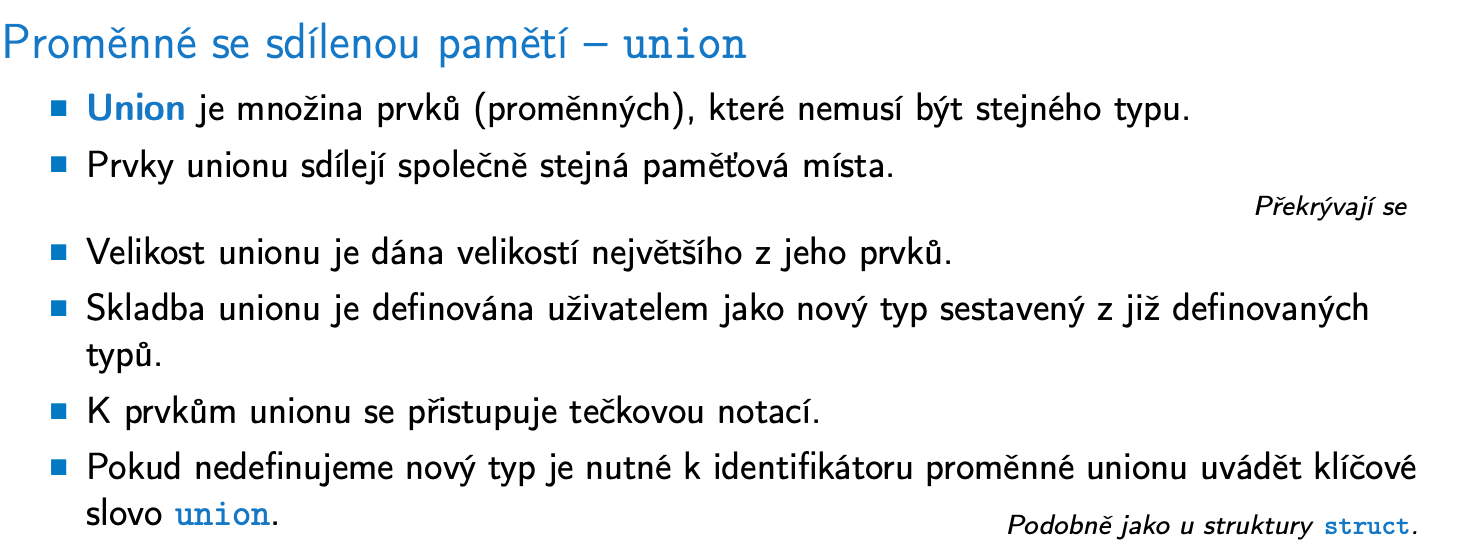 Proměnné se sdílenou pamětí – union
Union je množina prvků (proměnných), které nemusí být stejného typu.
Prvky unionu sdílejí společně stejná paměťová místa.
Překrývají se
Velikost unionu je dána velikostí největšího z jeho prvků.
Skladba unionu je definována uživatelem jako nový typ sestavený z již definovaných
typů.
K prvkům unionu se přistupuje tečkovou notací.
Pokud nedefinujeme nový typ je nutné k identifikátoru proměnné unionu uvádět klíčové
slovo union.
Podobně jako u struktury struct.